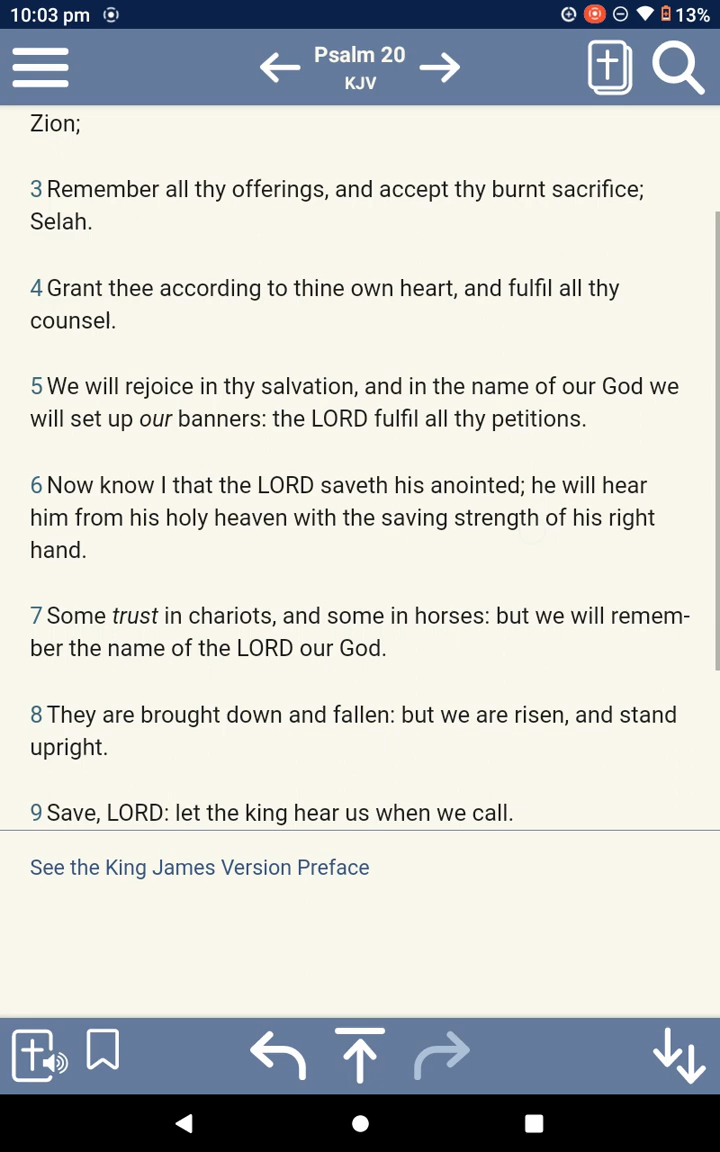 10:03 pm
13%
Psalm 20
KJV
Zion;
3 Remember all thy offerings, and accept thy burnt sacrifice;
Selah.
4 Grant thee according to thine own heart, and fulfil all thy
counsel.
5 We will rejoice in thy salvation, and in the name of our God we
will set up our banners: the LORD fulfil all thy petitions.
6 Now know I that the LORD saveth his anointed; he will hear
him from his holy heaven with the saving strength of his right
hand.
7 Some trust in chariots, and some in horses: but we will remem-
ber the name of the LORD our God.
8 They are brought down and fallen: but we are risen, and stand
upright.
9 Save, LORD: let the king hear us when we call.
See the King James Version Preface